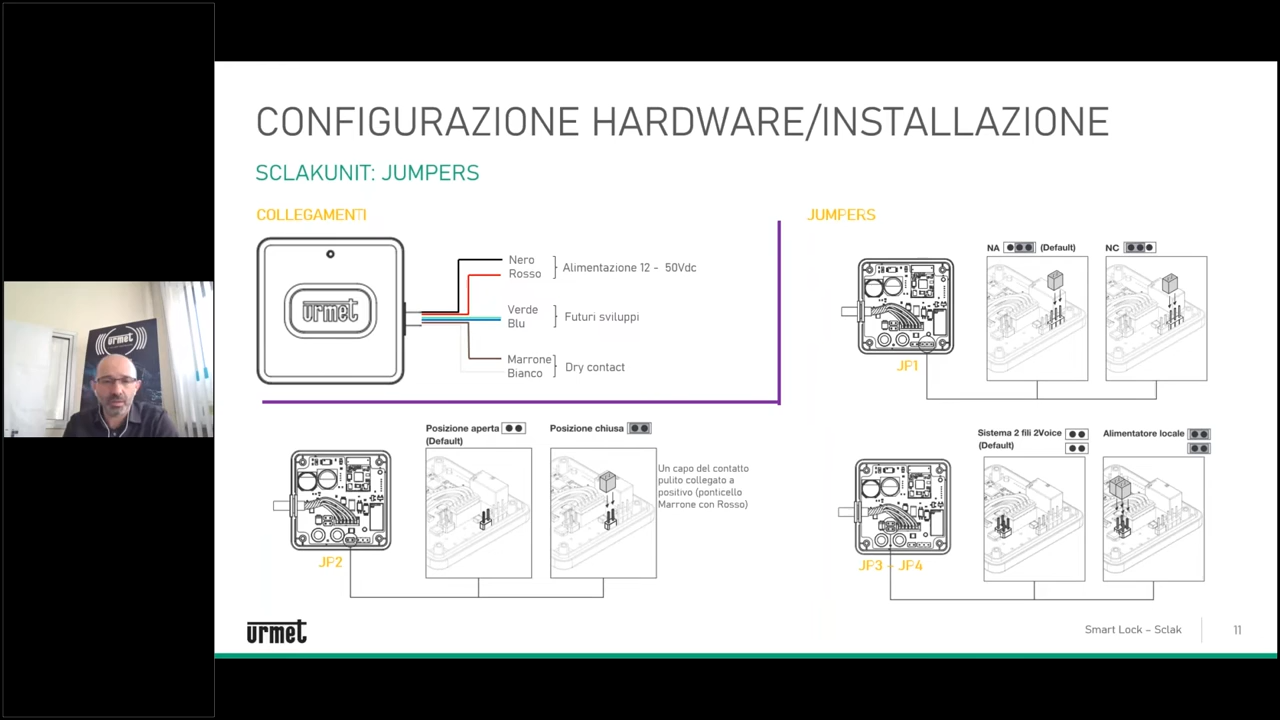 CONFIGURAZIONE HARDWARE/INSTALLAZIONE
SCLAKUNIT: JUMPERS
COLLEGAMENTI
urmet
Nero
Rosso
Alimentazione 12 - 50Vdc
Verde
Blu
Futuri sviluppi
Marrone
Bianco
Dry contact
JUMPERS
NA (Default)
NC
JP1
Posizione aperta
(Default)
Posizione chiusa
Un capo del contatto
pulito collegato a
positivo (ponticello
Marrone con Rosso)
JP2
Sistema 2 fili 2Voice
(Default)
Alimentatore locale
JP3 - JP4
urmet
urmet
Smart Lock – Sclak
11